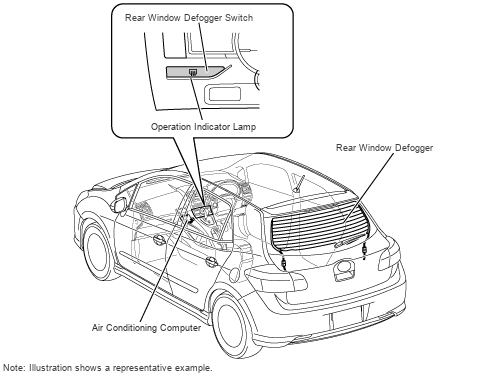 Rear Window Defogger Switch
Operation Indicator Lamp
Rear Window Defogger
Air Conditioning Computer
Note: Illustration shows a representative example.